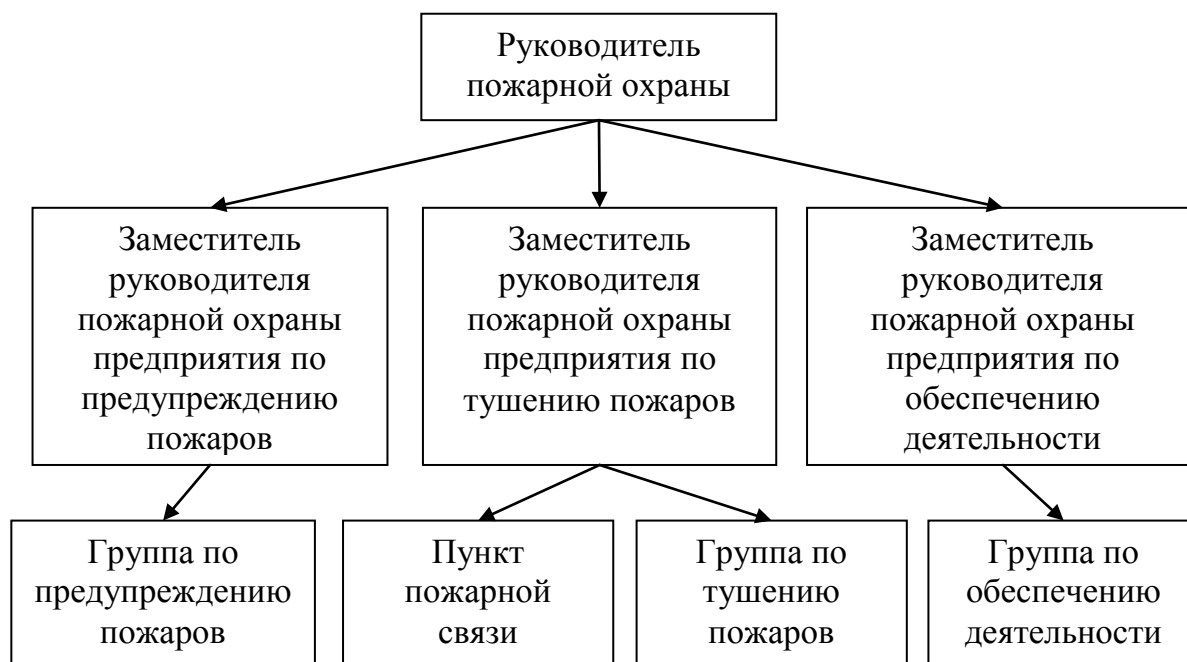 Руководитель
пожарной охраны
Заместитель
руководителя
пожарной охраны
предприятия по
предупреждению
пожаров
Заместитель
руководителя
пожарной охраны
предприятия по
тушению пожаров
Заместитель
руководителя
пожарной охраны
предприятия по
обеспечению
деятельности
Группа по
предупреждению
пожаров
Пункт
пожарной
связи
Группа по
тушению
пожаров
Группа по
обеспечению
деятельности